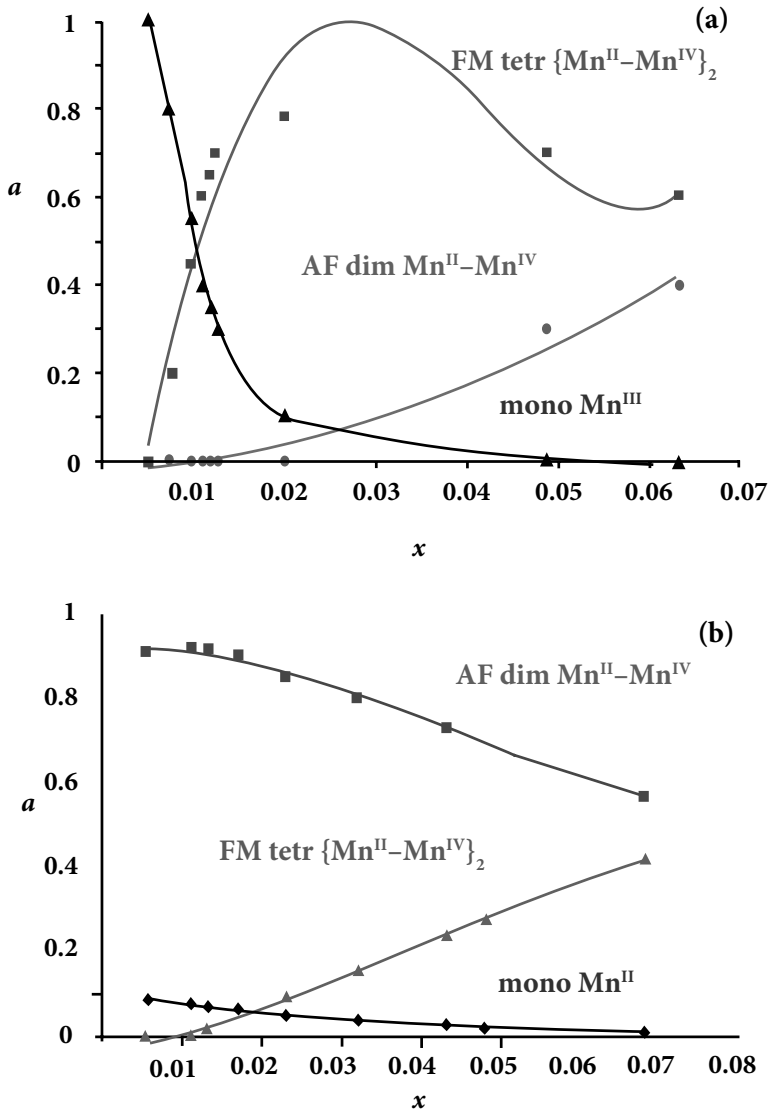 (a)
1
0.8
0.6
0.4
0.2
0
a
FM tetr {Mnᴵᴵ–Mnᴵⱽ}₂
AF dim Mnᴵᴵ–Mnᴵⱽ
mono Mnᴵᴵᴵ
0.01 0.02 0.03 0.04 0.05 0.06 0.07
x
(b)
1
0.8
0.6
0.4
0.2
0
a
AF dim Mnᴵᴵ–Mnᴵⱽ
FM tetr {Mnᴵᴵ–Mnᴵⱽ}₂
mono Mnᴵᴵ
0.01 0.02 0.03 0.04 0.05 0.06 0.07 0.08
x